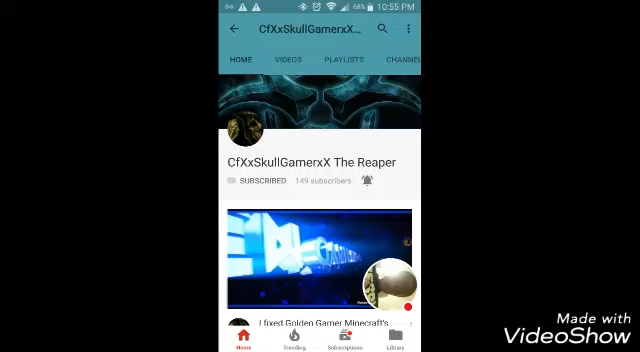 68% 10:55 PM
CfXxSkullGamerxX...
HOME VIDEOS PLAYLISTS CHANNEL
CfXxSkullGamerxX The Reaper
SUBSCRIBED 149 subscribers
I fixed Golden Gamer Minecraft's
Made with
VideoShow
Home Trending Subscriptions Library